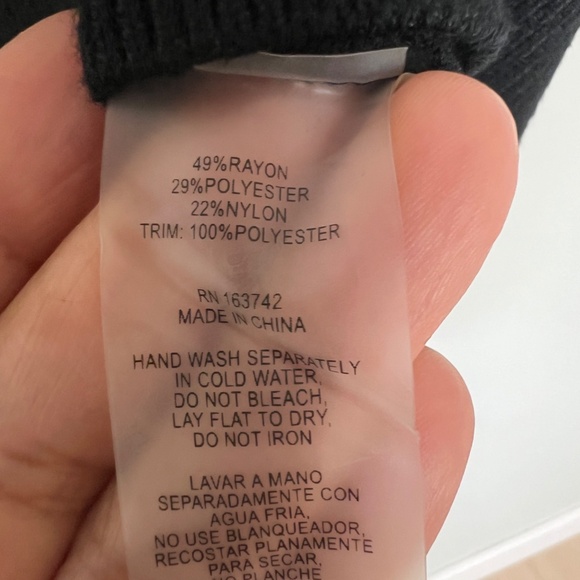 49%RAYON
29%POLYESTER
22%NYLON
TRIM: 100%POLYESTER
RN 163742
MADE IN CHINA
HAND WASH SEPARATELY
IN COLD WATER,
DO NOT BLEACH,
LAY FLAT TO DRY,
DO NOT IRON
LAVAR A MANO
SEPARADAMENTE CON
AGUA FRIA,
NO USE BLANQUEADOR,
RECOSTAR PLANAMENTE
PARA SECAR,
NO PLANCHE